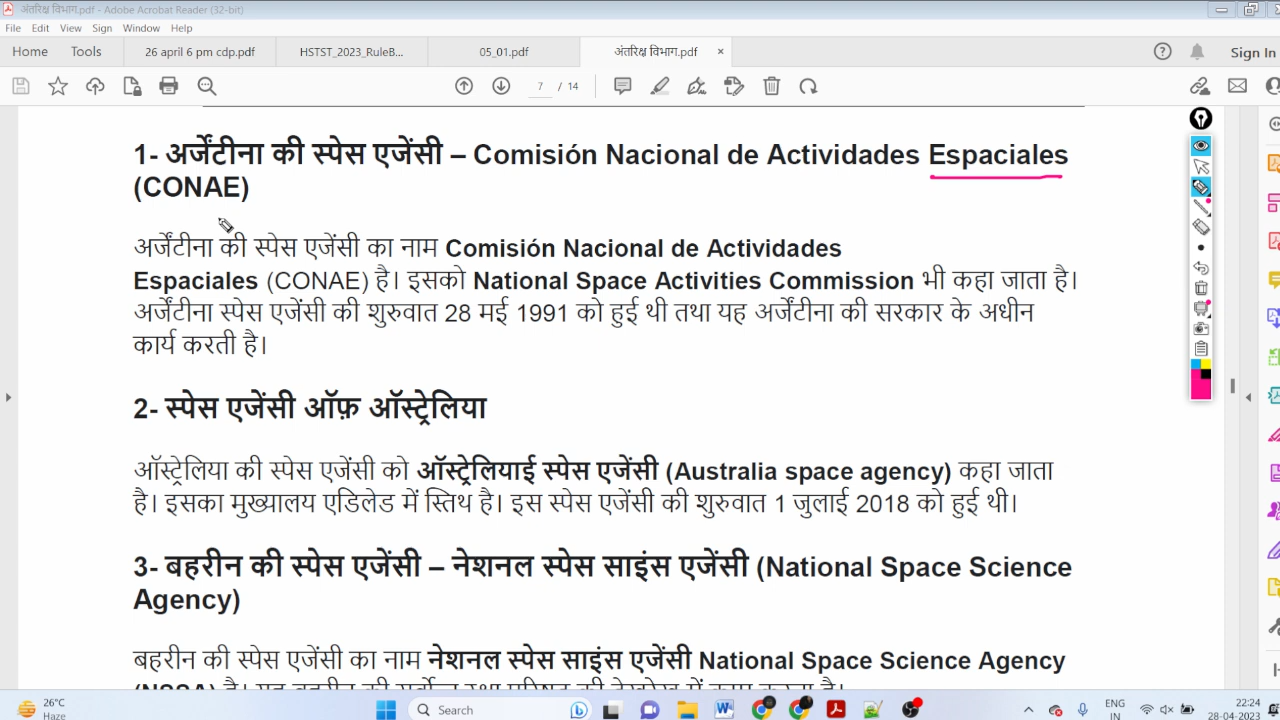 अंतरिक्ष विभाग.pdf - Adobe Acrobat Reader (32-bit)
File Edit View Sign Window Help
Home Tools 26 april 6 pm cdp.pdf HSTST_2023_RuleB... 05_01.pdf अंतरिक्ष विभाग.pdf × Sign In
7 / 14
1- अर्जेंटीना की स्पेस एजेंसी – Comisión Nacional de Actividades Espaciales
(CONAE)
अर्जेंटीना की स्पेस एजेंसी का नाम Comisión Nacional de Actividades
Espaciales (CONAE) है। इसको National Space Activities Commission भी कहा जाता है।
अर्जेंटीना स्पेस एजेंसी की शुरुवात 28 मई 1991 को हुई थी तथा यह अर्जेंटीना की सरकार के अधीन
कार्य करती है।
2- स्पेस एजेंसी ऑफ़ ऑस्ट्रेलिया
ऑस्ट्रेलिया की स्पेस एजेंसी को ऑस्ट्रेलियाई स्पेस एजेंसी (Australia space agency) कहा जाता
है। इसका मुख्यालय एडिलेड में स्तिथ है। इस स्पेस एजेंसी की शुरुवात 1 जुलाई 2018 को हुई थी।
3- बहरीन की स्पेस एजेंसी – नेशनल स्पेस साइंस एजेंसी (National Space Science
Agency)
बहरीन की स्पेस एजेंसी का नाम नेशनल स्पेस साइंस एजेंसी National Space Science Agency
26°C
Haze
Search
ENG
IN
22:24
28-04-2023